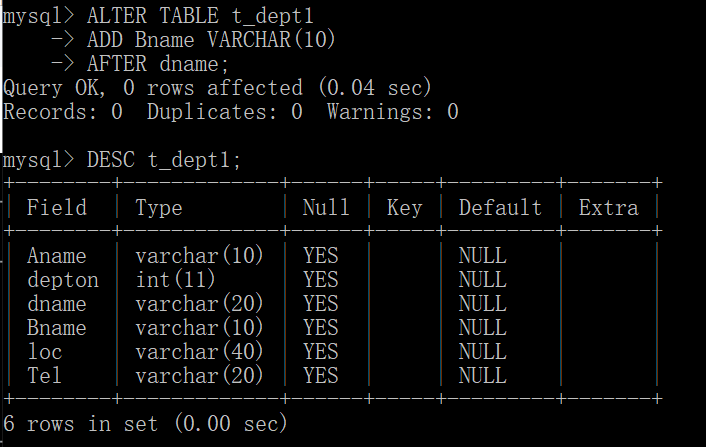 mysql> ALTER TABLE t_dept1
    -> ADD Bname VARCHAR(10)
    -> AFTER dname;
Query OK, 0 rows affected (0.04 sec)
Records: 0  Duplicates: 0  Warnings: 0

mysql> DESC t_dept1;
+--------+-------------+------+-----+---------+-------+
| Field  | Type        | Null | Key | Default | Extra |
+--------+-------------+------+-----+---------+-------+
| Aname  | varchar(10) | YES  |     | NULL    |       |
| depton | int(11)     | YES  |     | NULL    |       |
| dname  | varchar(20) | YES  |     | NULL    |       |
| Bname  | varchar(10) | YES  |     | NULL    |       |
| loc    | varchar(40) | YES  |     | NULL    |       |
| Tel    | varchar(20) | YES  |     | NULL    |       |
+--------+-------------+------+-----+---------+-------+
6 rows in set (0.00 sec)